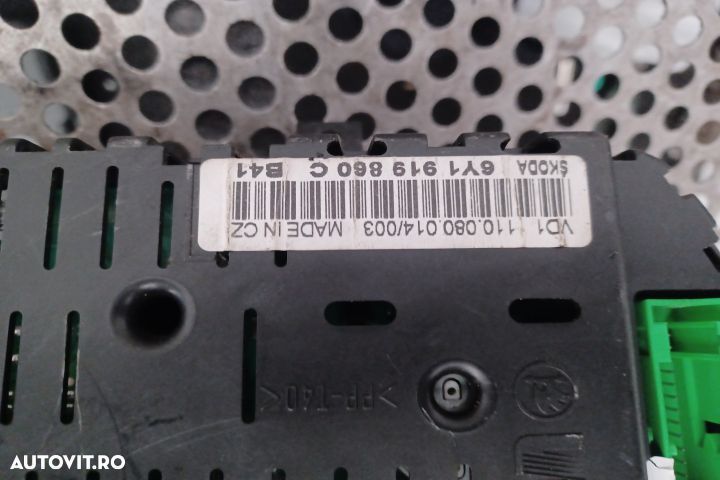 ŠKODA 6Y1 919 860 C B41
VD1 110.080.014/003 MADE IN CZ
>PP-T40<
AUTOVIT.RO